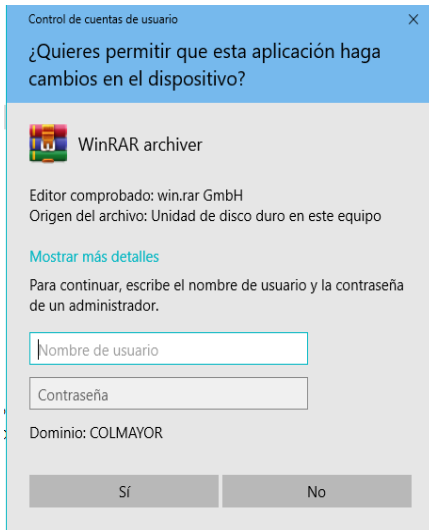 Control de cuentas de usuario
¿Quieres permitir que esta aplicación haga
cambios en el dispositivo?
WinRAR archiver
Editor comprobado: win.rar GmbH
Origen del archivo: Unidad de disco duro en este equipo
Mostrar más detalles
Para continuar, escribe el nombre de usuario y la contraseña
de un administrador.
Nombre de usuario
Contraseña
Dominio: COLMAYOR
Sí
No